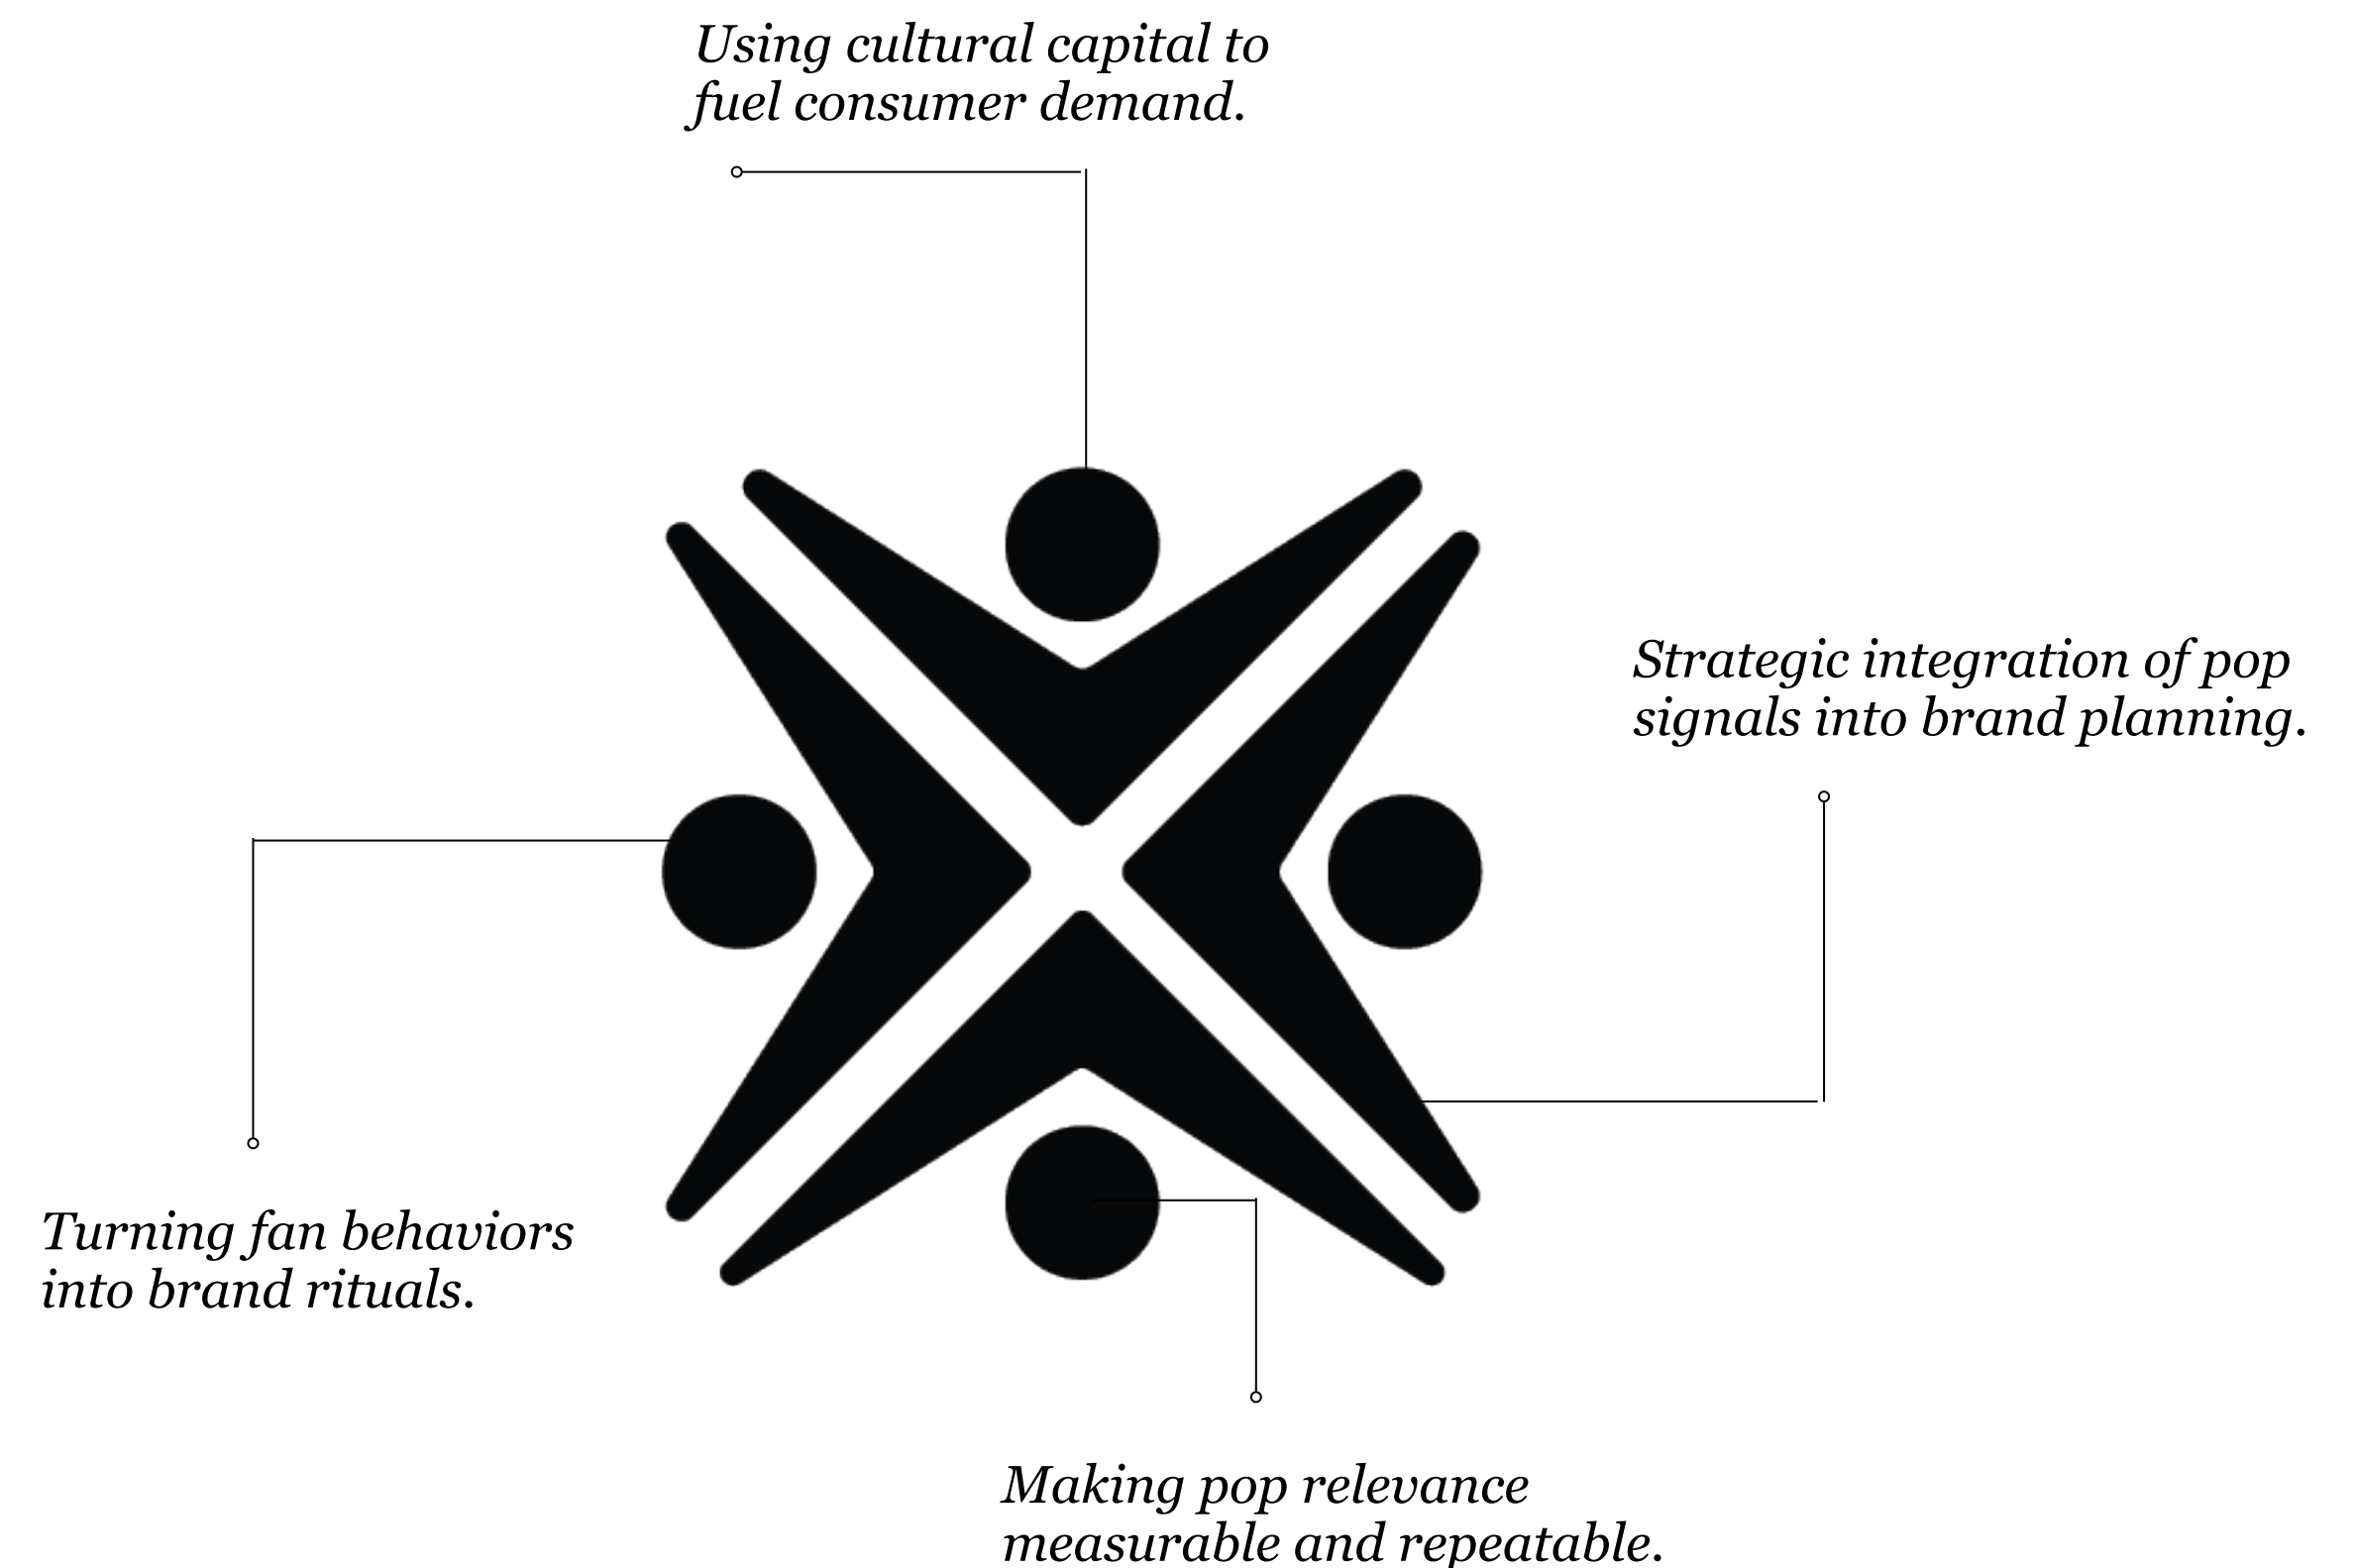 Using cultural capital to
fuel consumer demand.
Strategic integration of pop
signals into brand planning.
Turning fan behaviors
into brand rituals.
Making pop relevance
measurable and repeatable.